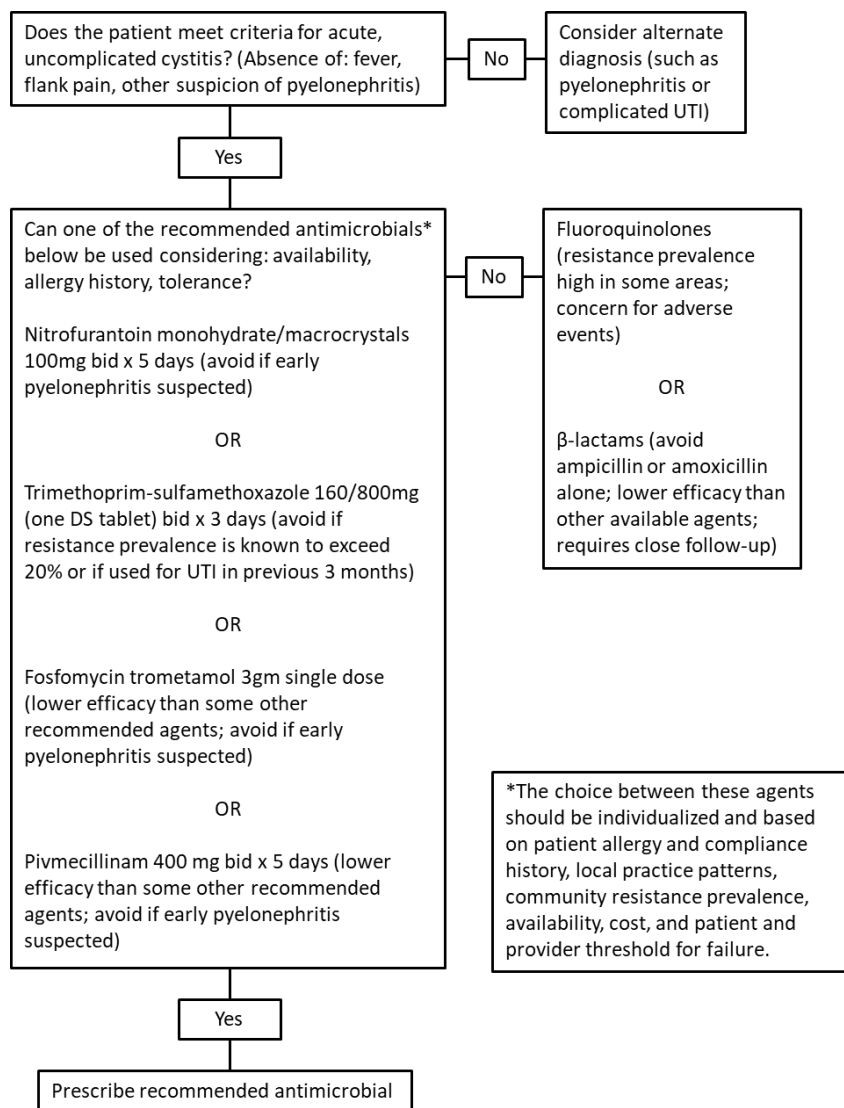 Does the patient meet criteria for acute,
uncomplicated cystitis? (Absence of: fever,
flank pain, other suspicion of pyelonephritis)
No
Consider alternate
diagnosis (such as
pyelonephritis or
complicated UTI)
Yes
Can one of the recommended antimicrobials*
below be used considering: availability,
allergy history, tolerance?
Nitrofurantoin monohydrate/macrocrystals
100mg bid x 5 days (avoid if early
pyelonephritis suspected)
OR
Trimethoprim-sulfamethoxazole 160/800mg
(one DS tablet) bid x 3 days (avoid if
resistance prevalence is known to exceed
20% or if used for UTI in previous 3 months)
OR
Fosfomycin trometamol 3gm single dose
(lower efficacy than some other
recommended agents; avoid if early
pyelonephritis suspected)
OR
Pivmecillinam 400 mg bid x 5 days (lower
efficacy than some other recommended
agents; avoid if early pyelonephritis
suspected)
No
Fluoroquinolones
(resistance prevalence
high in some areas;
concern for adverse
events)
OR
β-lactams (avoid
ampicillin or amoxicillin
alone; lower efficacy than
other available agents;
requires close follow-up)
*The choice between these agents
should be individualized and based
on patient allergy and compliance
history, local practice patterns,
community resistance prevalence,
availability, cost, and patient and
provider threshold for failure.
Yes
Prescribe recommended antimicrobial